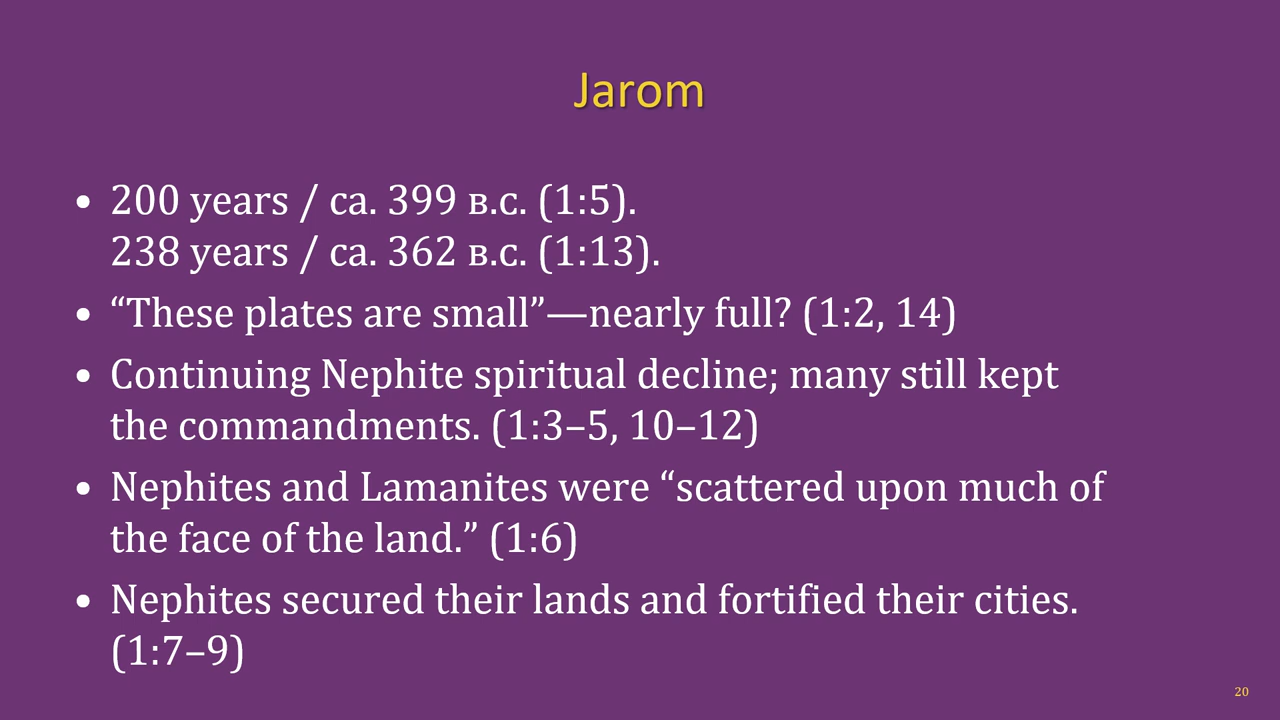 Jarom
• 200 years / ca. 399 B.C. (1:5).
238 years / ca. 362 B.C. (1:13).
• “These plates are small”—nearly full? (1:2, 14)
• Continuing Nephite spiritual decline; many still kept
the commandments. (1:3–5, 10–12)
• Nephites and Lamanites were “scattered upon much of
the face of the land.” (1:6)
• Nephites secured their lands and fortified their cities.
(1:7–9)
20